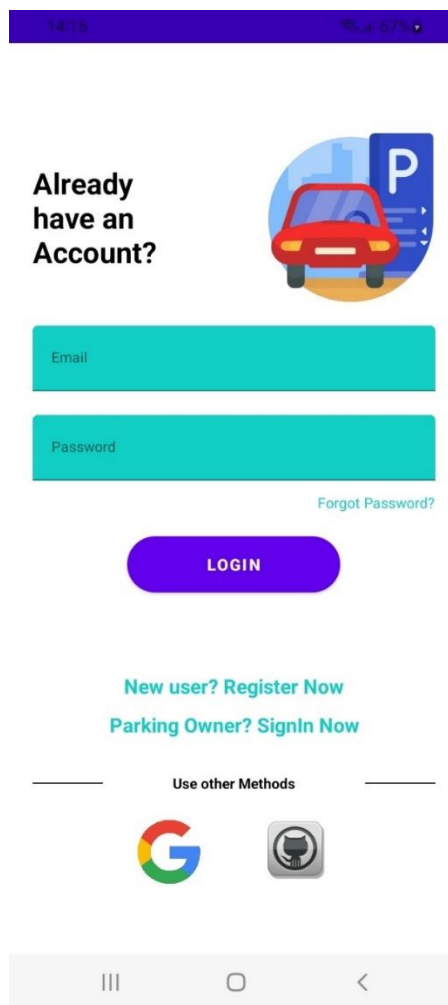 14:16 67%
P
Already
have an
Account?
Email
Password
Forgot Password?
LOGIN
New user? Register Now
Parking Owner? SignIn Now
Use other Methods